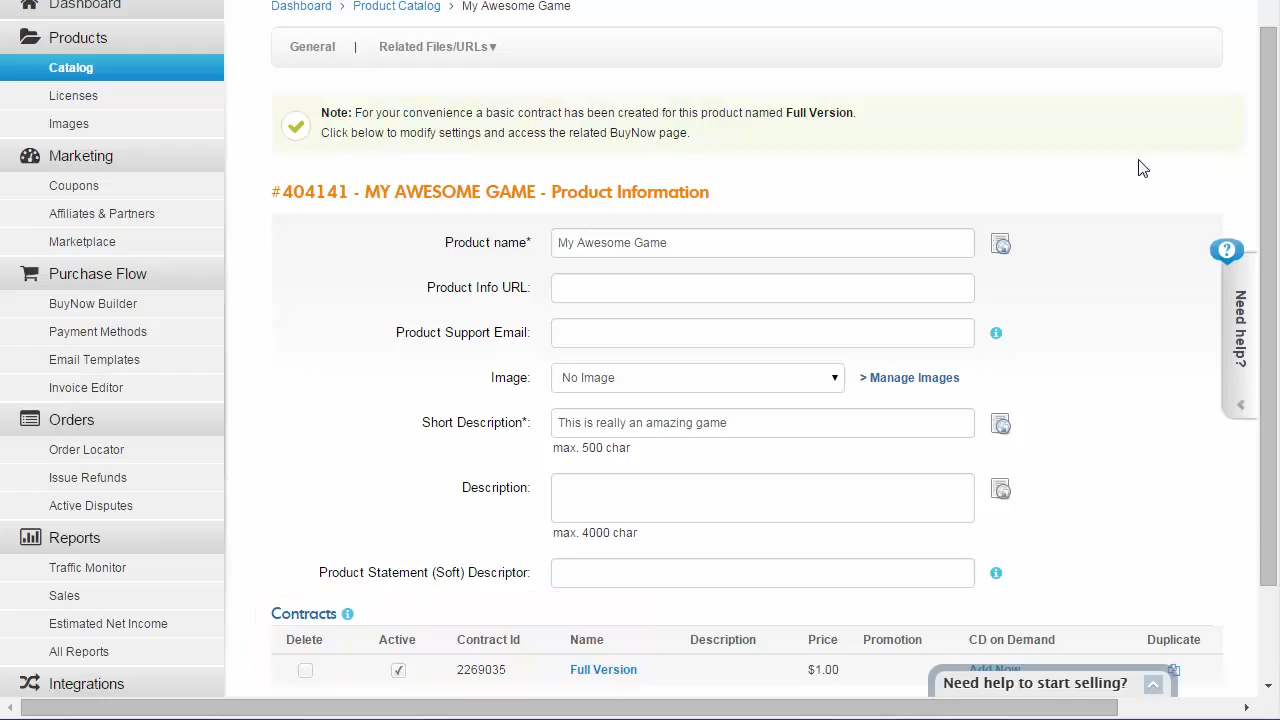 Dashboard
Products
Catalog
Licenses
Images
Marketing
Coupons
Affiliates & Partners
Marketplace
Purchase Flow
BuyNow Builder
Payment Methods
Email Templates
Invoice Editor
Orders
Order Locator
Issue Refunds
Active Disputes
Reports
Traffic Monitor
Sales
Estimated Net Income
All Reports
Integrations
Dashboard > Product Catalog > My Awesome Game
General | Related Files/URLs▼
Note: For your convenience a basic contract has been created for this product named Full Version.
Click below to modify settings and access the related BuyNow page.
#404141 - MY AWESOME GAME - Product Information
Product name* My Awesome Game
Product Info URL:
Product Support Email:
Image: No Image > Manage Images
Short Description*: This is really an amazing game
max. 500 char
Description:
max. 4000 char
Product Statement (Soft) Descriptor:
Contracts
Delete Active Contract Id Name Description Price Promotion CD on Demand Duplicate
2269035 Full Version $1.00 Add Now
Need help to start selling?
Need help?